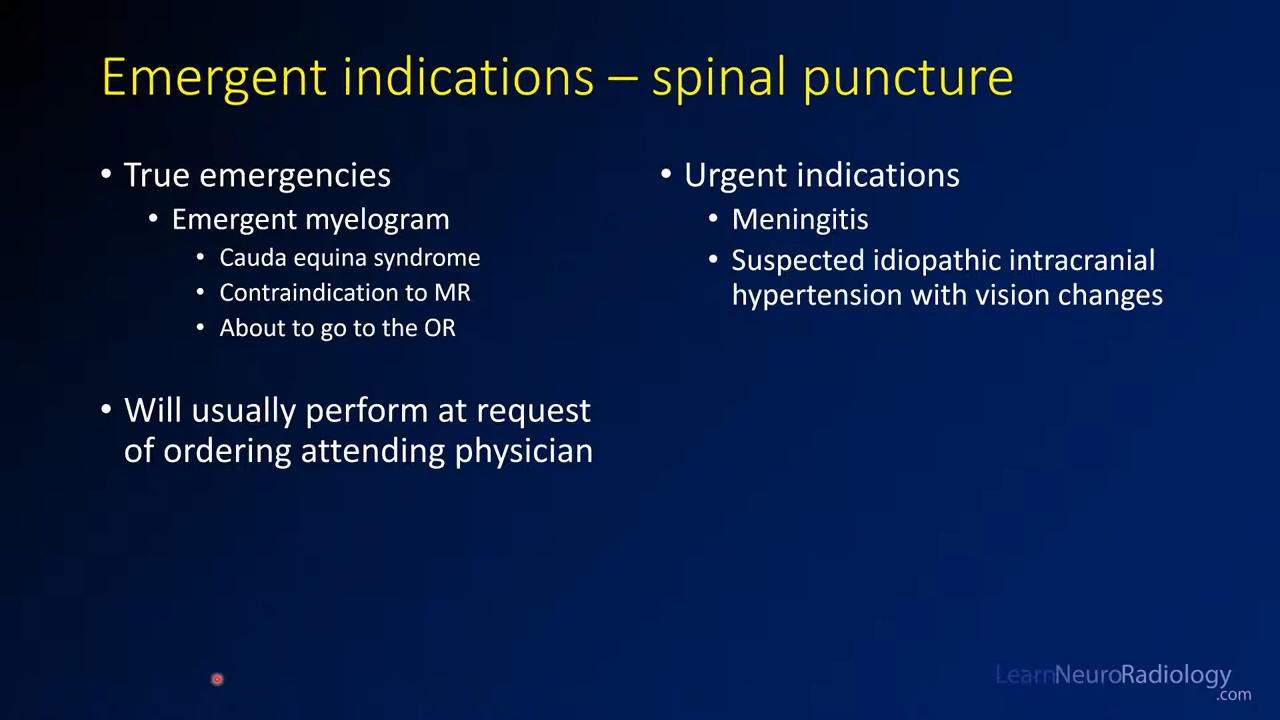 Emergent indications – spinal puncture
• True emergencies
• Emergent myelogram
• Cauda equina syndrome
• Contraindication to MR
• About to go to the OR
• Will usually perform at request
of ordering attending physician
• Urgent indications
• Meningitis
• Suspected idiopathic intracranial
hypertension with vision changes
LearnNeuroRadiology
.com